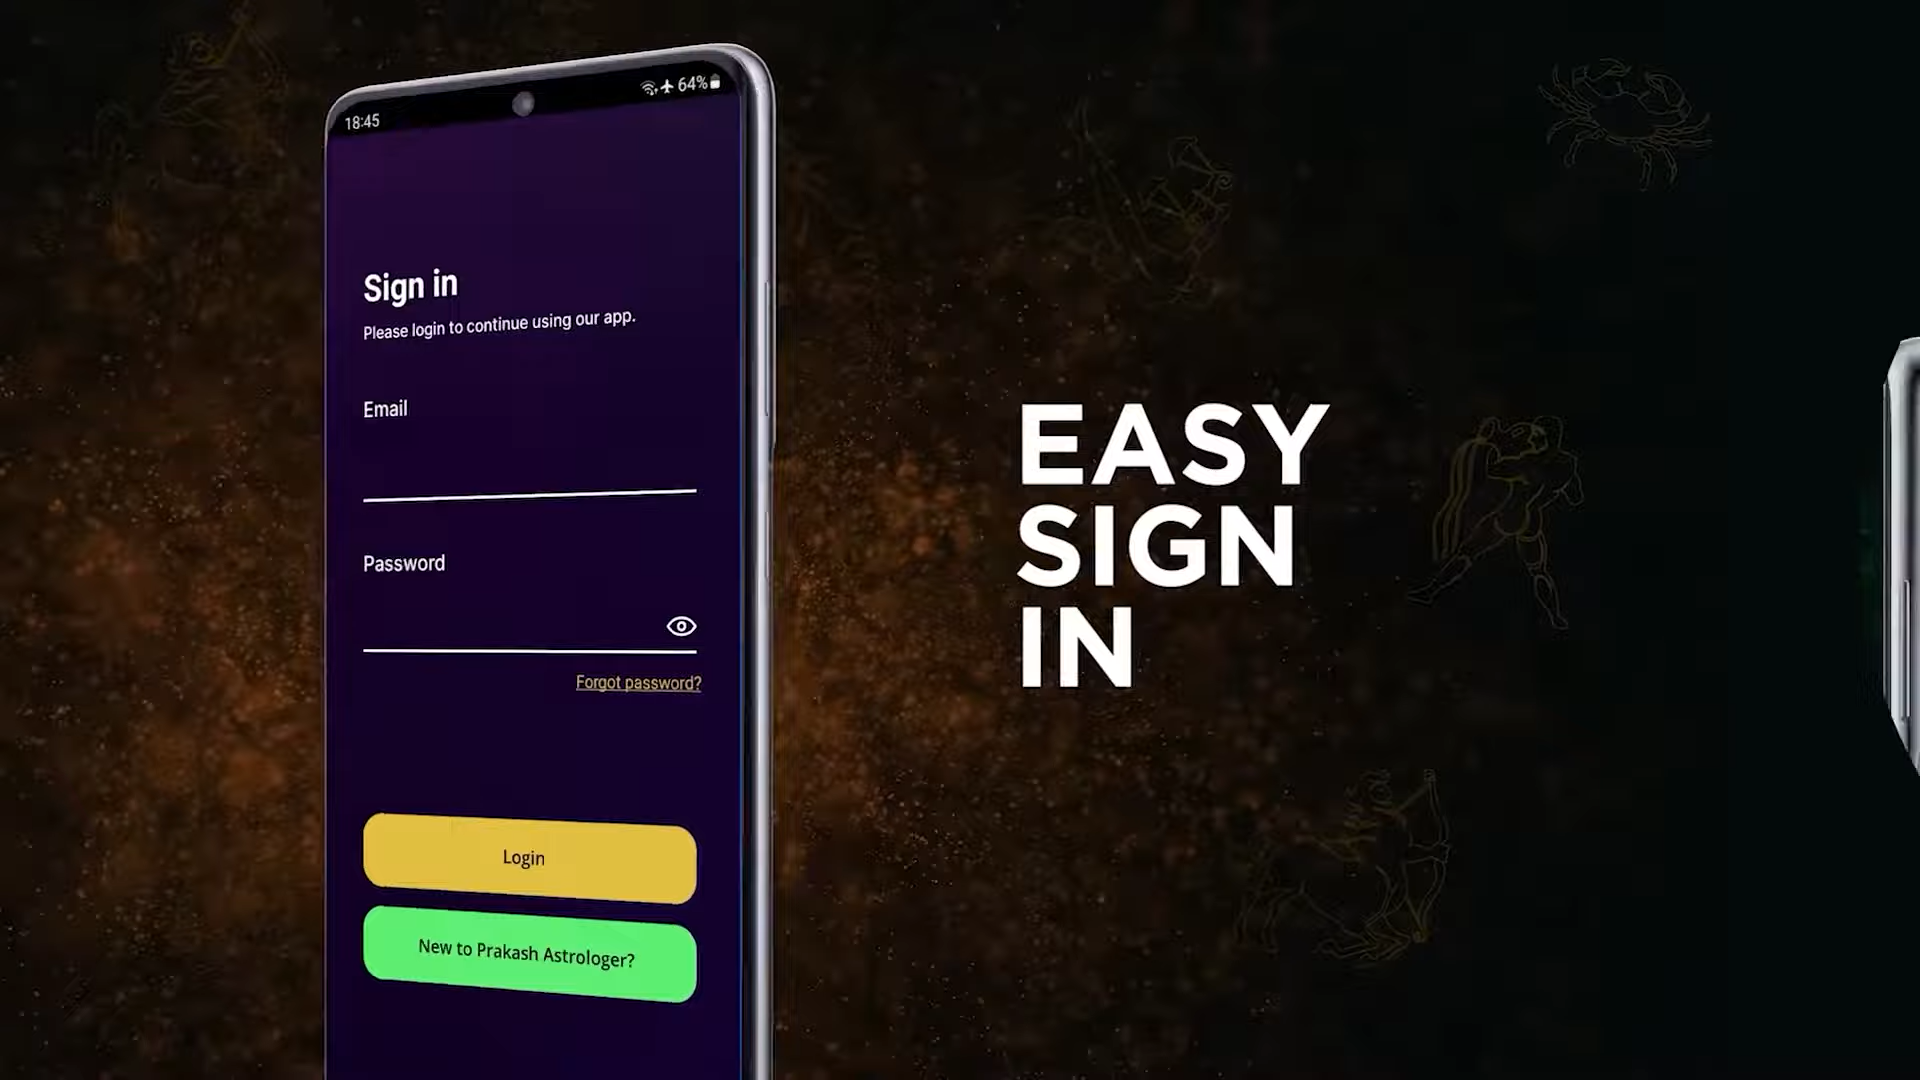 18:45
64%
Sign in
Please login to continue using our app.
Email
Password
Forgot password?
Login
New to Prakash Astrologer?
EASY
SIGN
IN